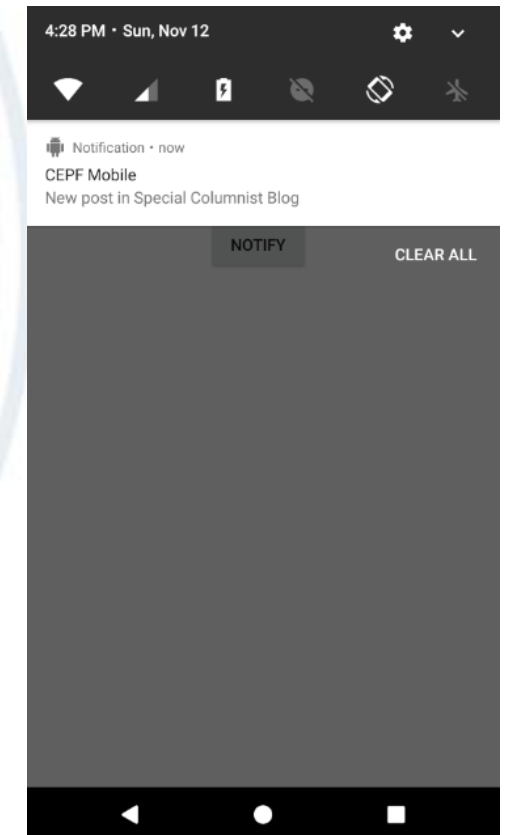 4:28 PM • Sun, Nov 12
Notification • now
CEPF Mobile
New post in Special Columnist Blog
NOTIFY
CLEAR ALL